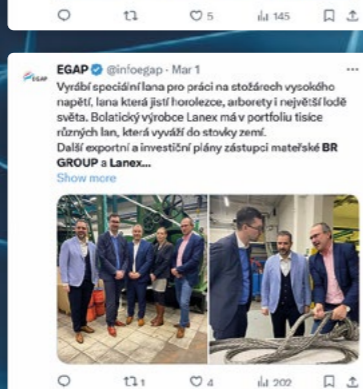 5 145
EGAP @infoegap · Mar 1
EGAP
Vyrábí speciální lana pro práci na stožárech vysokého
napětí, lana která jistí horolezce, arboristy i největší lodě
světa. Bolatický výrobce Lanex má v portfoliu tisíce
různých lan, která vyváží do stovky zemí.
Další exportní a investiční plány zástupci mateřské BR
GROUP a Lanex...
Show more
1 4 202